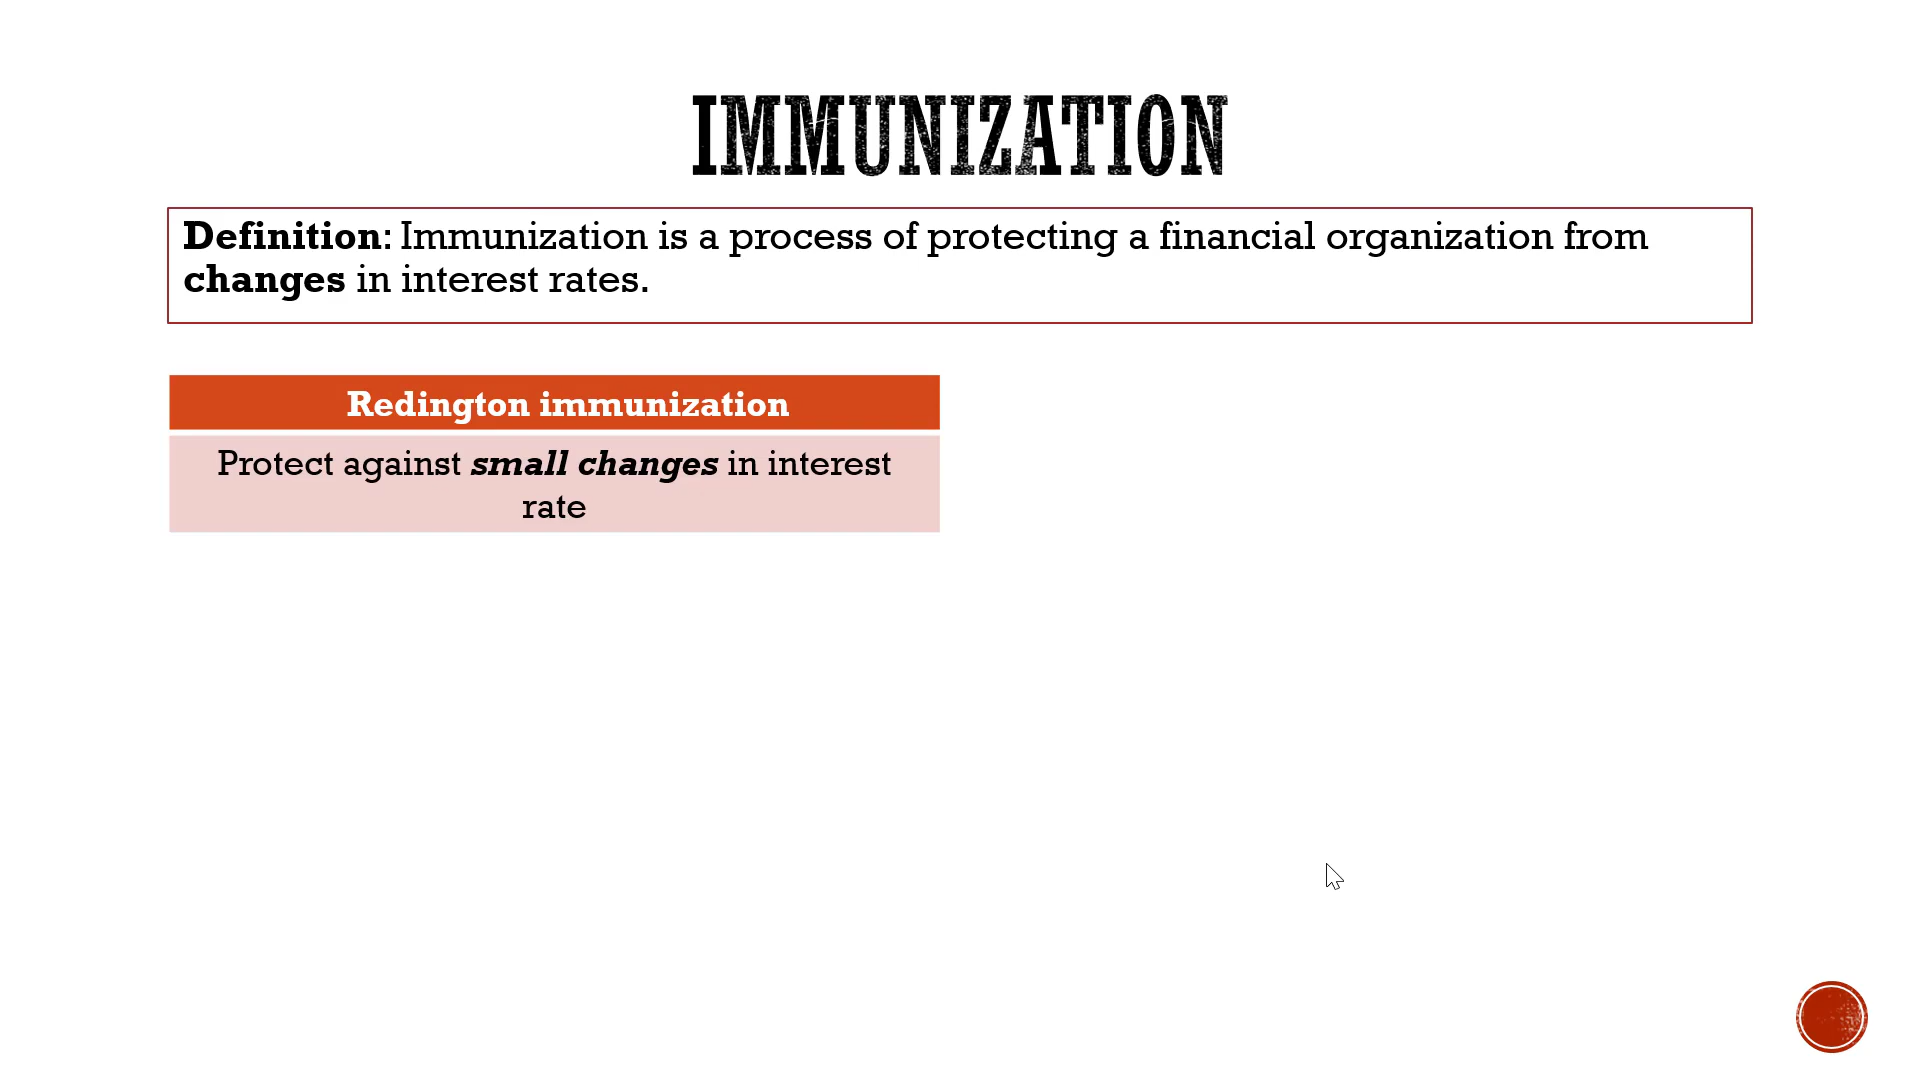 IMMUNIZATION
Definition: Immunization is a process of protecting a financial organization from
changes in interest rates.
Redington immunization
Protect against small changes in interest
rate